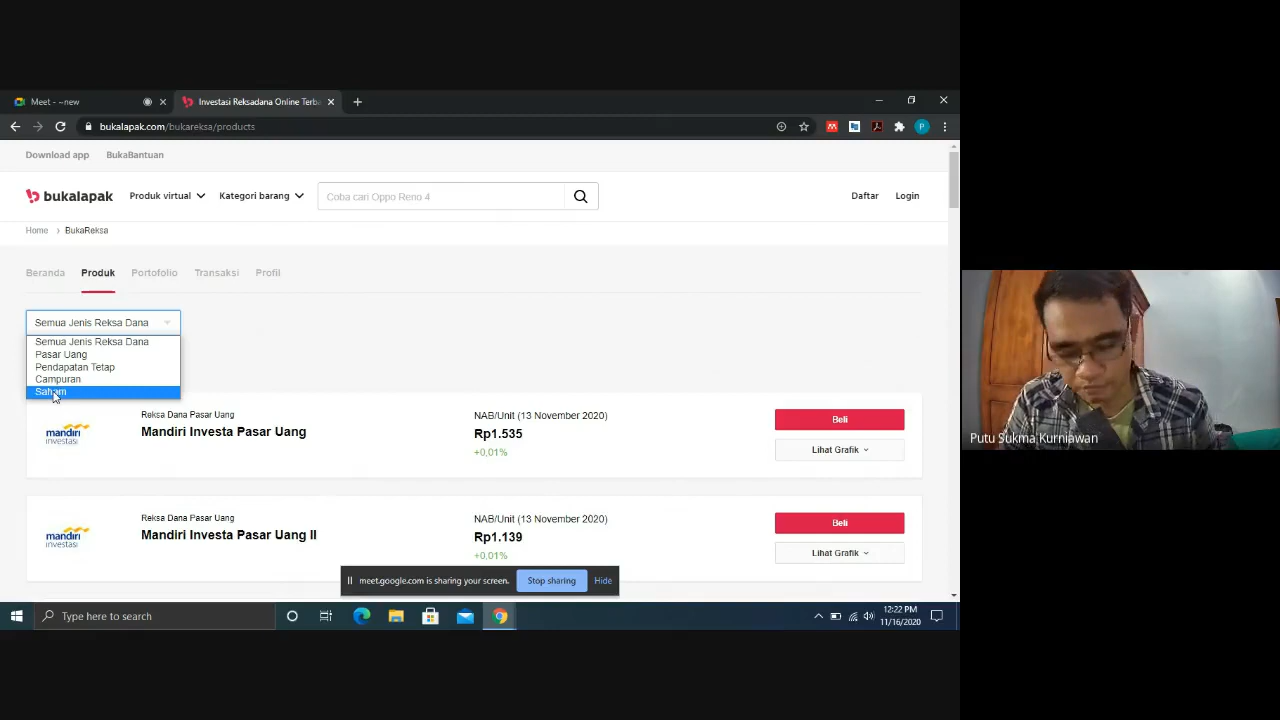 Meet - ~new
Investasi Reksadana Online Terba
bukalapak.com/bukareksa/products
P
Download app
BukaBantuan
bukalapak
Produk virtual
Kategori barang
Coba cari Oppo Reno 4
Daftar
Login
Home
BukaReksa
Beranda
Produk
Portofolio
Transaksi
Profil
Semua Jenis Reksa Dana
Semua Jenis Reksa Dana
Pasar Uang
Pendapatan Tetap
Campuran
Saham
mandiri
investasi
Reksa Dana Pasar Uang
Mandiri Investa Pasar Uang
NAB/Unit (13 November 2020)
Rp1.535
+0,01%
Beli
Lihat Grafik
mandiri
investasi
Reksa Dana Pasar Uang
Mandiri Investa Pasar Uang II
NAB/Unit (13 November 2020)
Rp1.139
+0,01%
Beli
Lihat Grafik
meet.google.com is sharing your screen.
Stop sharing
Hide
Type here to search
12:22 PM
11/16/2020
Putu Sukma Kurniawan